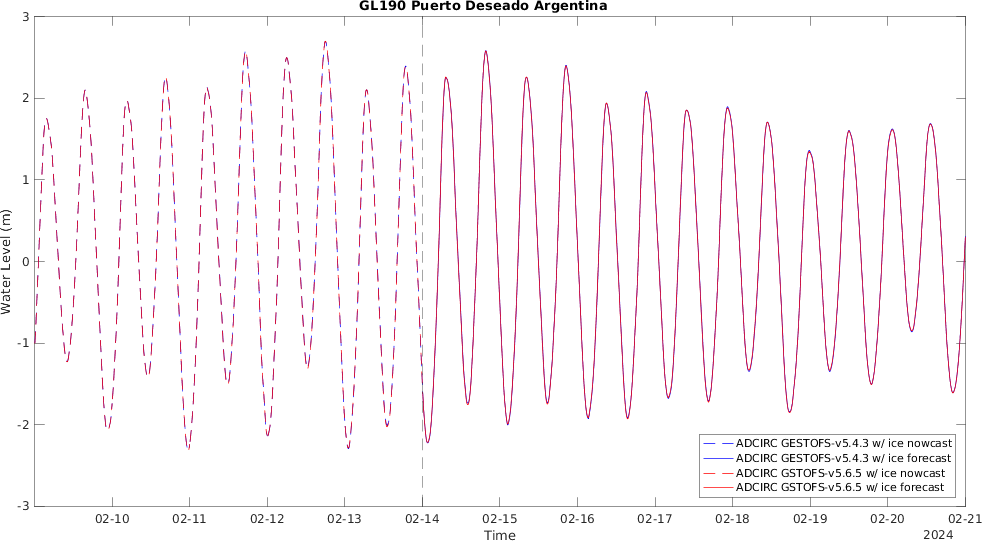 GL190 Puerto Deseado Argentina
3
2
1
0
-1
-2
-3
Water Level (m)
ADCIRC GESTOFS-v5.4.3 w/ ice nowcast
ADCIRC GESTOFS-v5.4.3 w/ ice forecast
ADCIRC GSTOFS-v5.6.5 w/ ice nowcast
ADCIRC GSTOFS-v5.6.5 w/ ice forecast
02-10 02-11 02-12 02-13 02-14 02-15 02-16 02-17 02-18 02-19 02-20 02-21
Time
2024